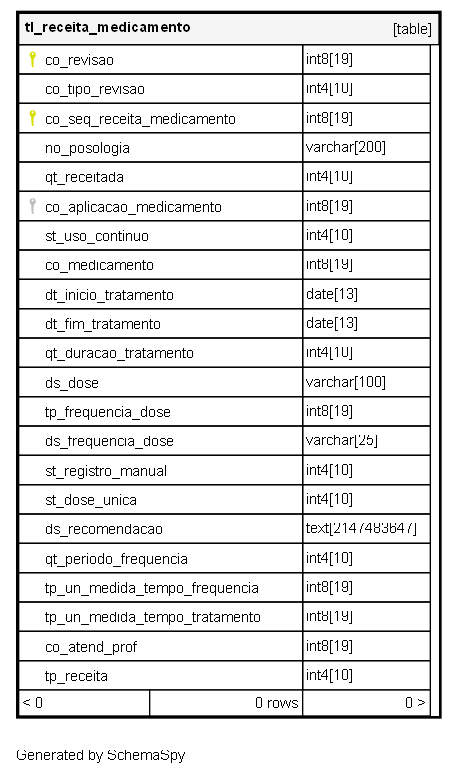 tl_receita_medicamento [table]
co_revisao int8[19]
co_tipo_revisao int4[10]
co_seq_receita_medicamento int8[19]
no_posologia varchar[200]
qt_receitada int4[10]
co_aplicacao_medicamento int8[19]
st_uso_continuo int4[10]
co_medicamento int8[19]
dt_inicio_tratamento date[13]
dt_fim_tratamento date[13]
qt_duracao_tratamento int4[10]
ds_dose varchar[100]
tp_frequencia_dose int8[19]
ds_frequencia_dose varchar[25]
st_registro_manual int4[10]
st_dose_unica int4[10]
ds_recomendacao text[2147483647]
qt_periodo_frequencia int4[10]
tp_un_medida_tempo_frequencia int8[19]
tp_un_medida_tempo_tratamento int8[19]
co_atend_prof int8[19]
tp_receita int4[10]
< 0 0 rows 0 >
Generated by SchemaSpy